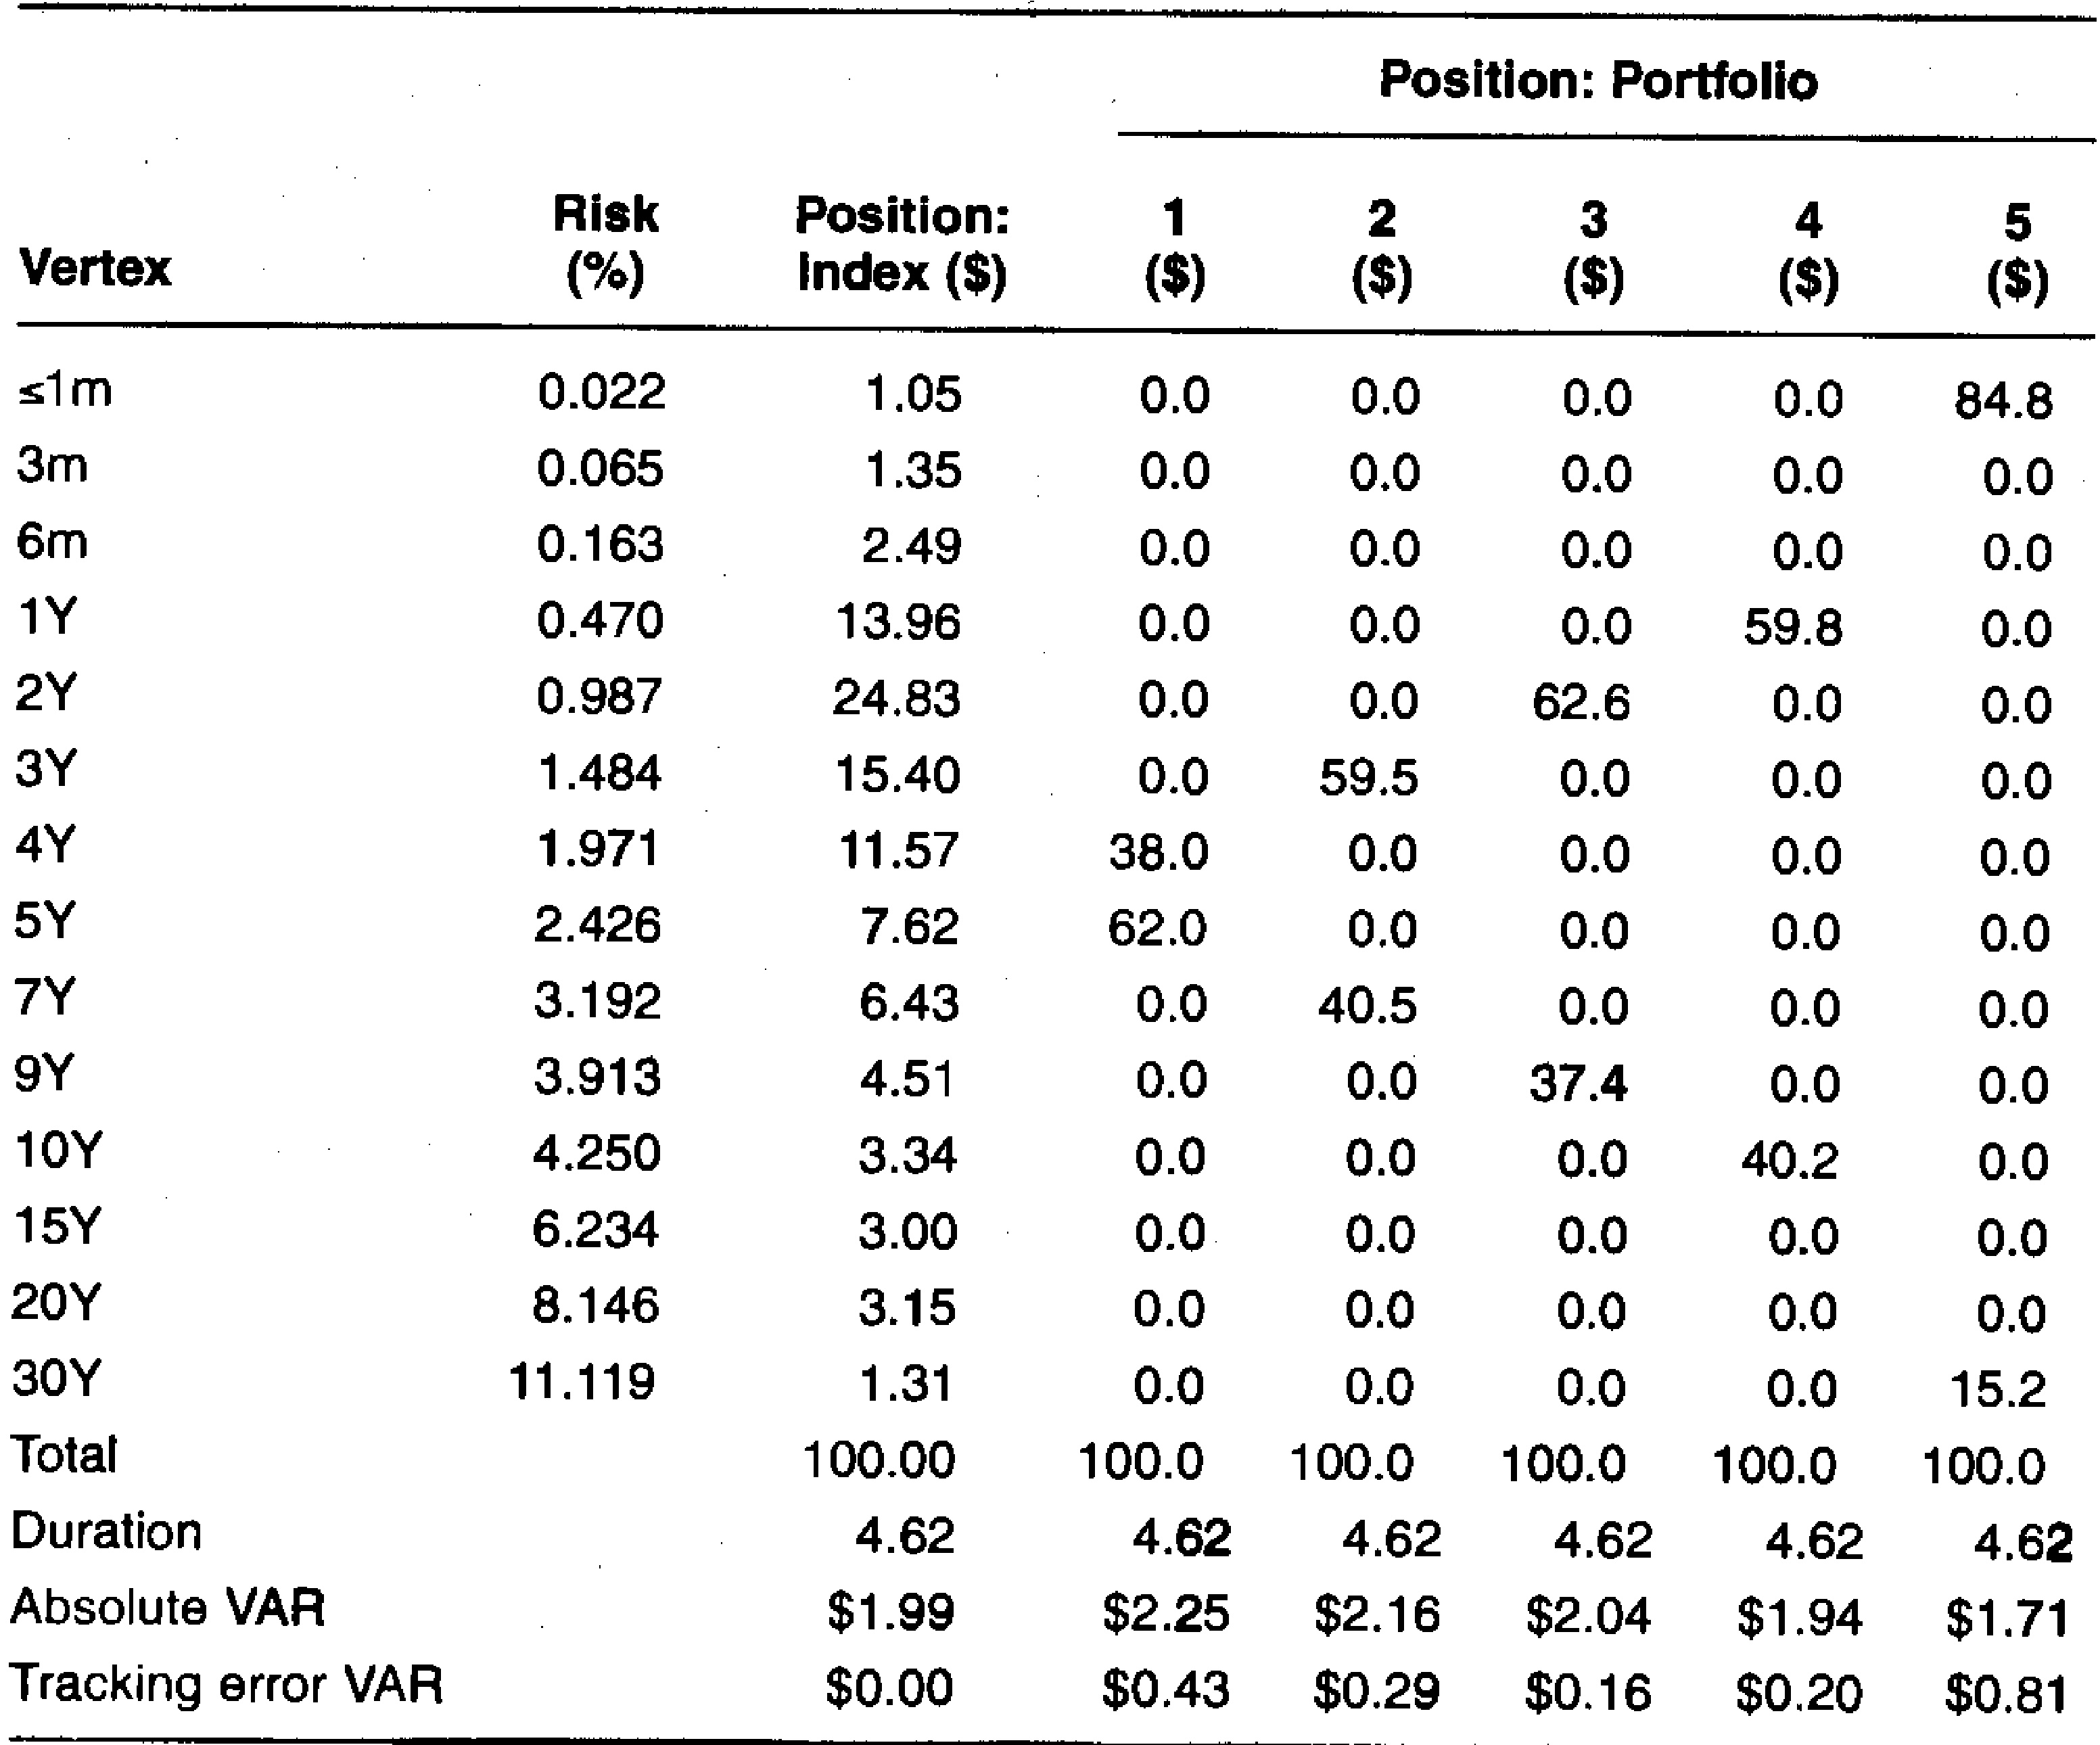 Position: Portfolio
Risk Position: 1 2 3 4 5
Vertex (%) Index ($) ($) ($) ($) ($) ($)
≤1m 0.022 1.05 0.0 0.0 0.0 0.0 84.8
3m 0.065 1.35 0.0 0.0 0.0 0.0 0.0
6m 0.163 2.49 0.0 0.0 0.0 0.0 0.0
1Y 0.470 13.96 0.0 0.0 0.0 59.8 0.0
2Y 0.987 24.83 0.0 0.0 62.6 0.0 0.0
3Y 1.484 15.40 0.0 59.5 0.0 0.0 0.0
4Y 1.971 11.57 38.0 0.0 0.0 0.0 0.0
5Y 2.426 7.62 62.0 0.0 0.0 0.0 0.0
7Y 3.192 6.43 0.0 40.5 0.0 0.0 0.0
9Y 3.913 4.51 0.0 0.0 37.4 0.0 0.0
10Y 4.250 3.34 0.0 0.0 0.0 40.2 0.0
15Y 6.234 3.00 0.0 0.0 0.0 0.0 0.0
20Y 8.146 3.15 0.0 0.0 0.0 0.0 0.0
30Y 11.119 1.31 0.0 0.0 0.0 0.0 15.2
Total 100.00 100.0 100.0 100.0 100.0 100.0
Duration 4.62 4.62 4.62 4.62 4.62 4.62
Absolute VAR $1.99 $2.25 $2.16 $2.04 $1.94 $1.71
Tracking error VAR $0.00 $0.43 $0.29 $0.16 $0.20 $0.81